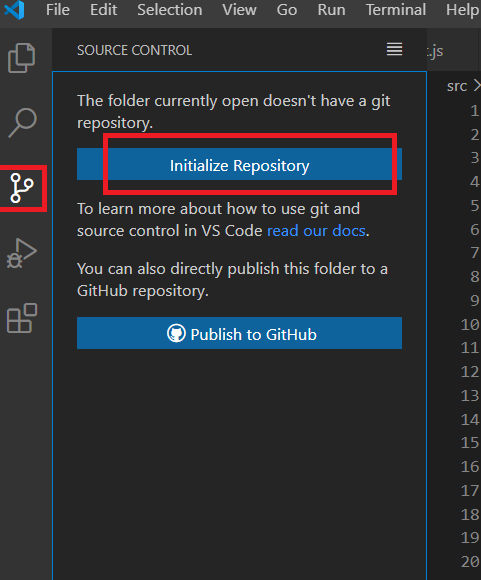 File Edit Selection View Go Run Terminal Help
SOURCE CONTROL
.js
src
The folder currently open doesn't have a git
repository.
Initialize Repository
To learn more about how to use git and
source control in VS Code read our docs.
You can also directly publish this folder to a
GitHub repository.
Publish to GitHub
1
2
3
4
5
6
7
8
9
10
11
12
13
14
15
16
17
18
19
20